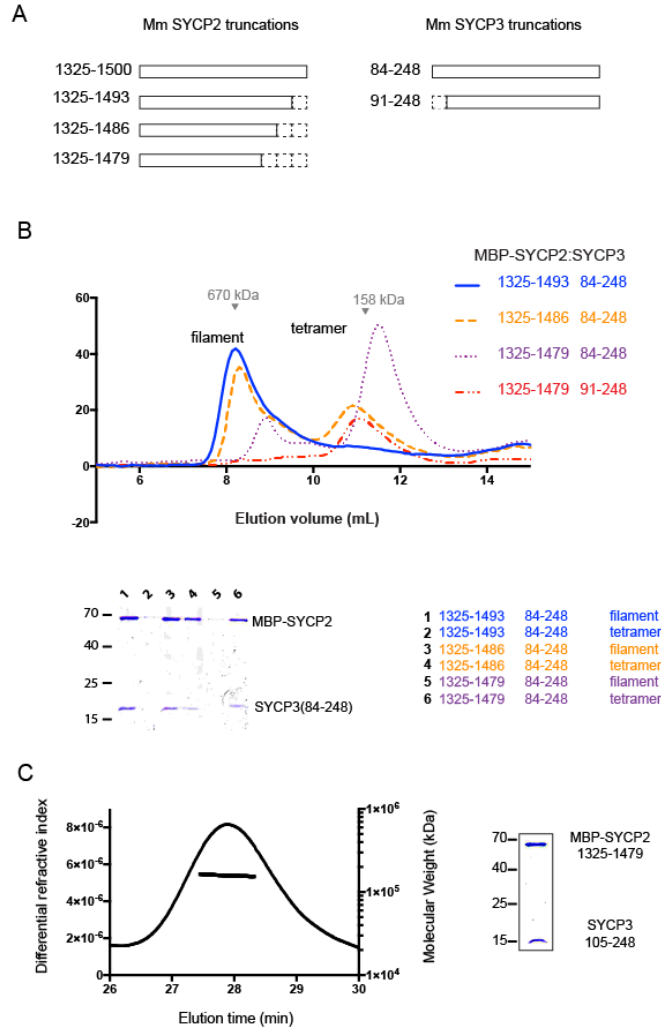 A
Mm SYCP2 truncations
Mm SYCP3 truncations
1325-1500
1325-1493
1325-1486
1325-1479
84-248
91-248
B
MBP-SYCP2:SYCP3
1325-1493 84-248
1325-1486 84-248
1325-1479 84-248
1325-1479 91-248
670 kDa
158 kDa
filament
tetramer
60
40
20
0
-20
6 8 10 12 14
Elution volume (mL)
1 2 3 4 5 6
70
40
25
15
MBP-SYCP2
SYCP3(84-248)
1 1325-1493 84-248 filament
2 1325-1493 84-248 tetramer
3 1325-1486 84-248 filament
4 1325-1486 84-248 tetramer
5 1325-1479 84-248 filament
6 1325-1479 84-248 tetramer
C
Differential refractive index
8×10⁻⁶
6×10⁻⁶
4×10⁻⁶
2×10⁻⁶
0
26 27 28 29 30
Elution time (min)
1×10⁶
1×10⁵
1×10⁴
Molecular Weight (kDa)
70
40
25
15
MBP-SYCP2
1325-1479
SYCP3
105-248